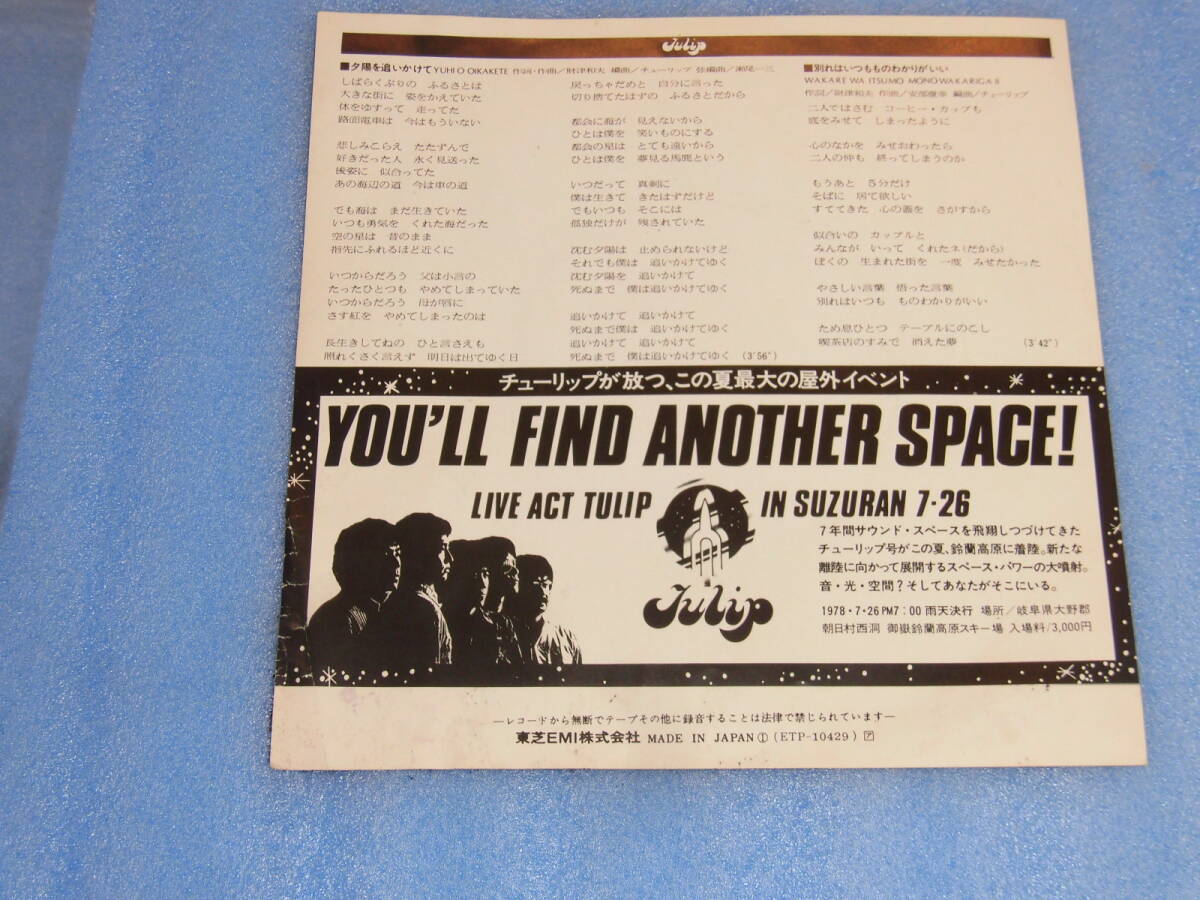 Tulip
■夕陽を追いかけて YUHI O OIKAKETE 作詞・作曲／財津和夫 編曲／チューリップ 弦編曲／瀬尾一三
しばらくぶりの ふるさとは
大きな街に 姿をかえていた
体をゆすって 走ってた
路面電車は 今はもういない
悲しみこらえ たたずんで
好きだった人 永く見送った
後姿に 似合ってた
あの海辺の道 今は車の道
でも海は まだ生きていた
いつも勇気を くれた海だった
空の星は 昔のまま
指先にふれるほど近くに
いつからだろう 父は小言の
たったひとつも やめてしまっていた
いつからだろう 母が唇に
さす紅を やめてしまったのは
長生きしてねの ひと言さえも
照れくさく言えず 明日は出てゆく日
戻っちゃだめと 自分に言った
切り捨てたはずの ふるさとだから
都会に海が 見えないから
ひとは僕を 笑いものにする
都会の星は とても遠いから
ひとは僕を 夢見る馬鹿という
いつだって 真剣に
僕は生きて きたはずだけど
でもいつも そこには
孤独だけが 残されていた
沈む夕陽は 止められないけど
それでも僕は 追いかけてゆく
沈む夕陽を 追いかけて
死ぬまで 僕は追いかけてゆく
追いかけて 追いかけて
死ぬまで僕は 追いかけてゆく
追いかけて 追いかけて
死ぬまで 僕は追いかけてゆく (3′56″)
■別れはいつもものわかりがいい
WAKARE WA ITSUMO MONOWAKARIGA II
作詞／財津和夫 作曲／安部俊幸 編曲／チューリップ
二人ではさむ コーヒー・カップも
底をみせて しまったように
心のなかを みせおわったら
二人の仲も 終ってしまうのか
もうあと 5分だけ
そばに 居て欲しい
すててきた 心の蓋を さがすから
似合いの カップルと
みんなが いって くれたネ(だから)
ぼくの 生まれた街を 一度 みせたかった
やさしい言葉 悟った言葉
別れはいつも ものわかりがいい
ため息ひとつ テーブルにのこし
喫茶店のすみで 消えた夢 (3′42″)
チューリップが放つ、この夏最大の屋外イベント
YOU'LL FIND ANOTHER SPACE!
LIVE ACT TULIP IN SUZURAN 7・26
Tulip
7年間サウンド・スペースを飛翔しつづけてきた
チューリップ号がこの夏、鈴蘭高原に着陸。新たな
離陸に向かって展開するスペース・パワーの大噴射。
音・光・空間？そしてあなたがそこにいる。
1978・7・26 PM7：00 雨天決行 場所／岐阜県大野郡
朝日村西洞 御嶽鈴蘭高原スキー場 入場料/3,000円
—レコードから無断でテープその他に録音することは法律で禁じられています—
東芝EMI株式会社 MADE IN JAPAN① (ETP-10429) ㋐